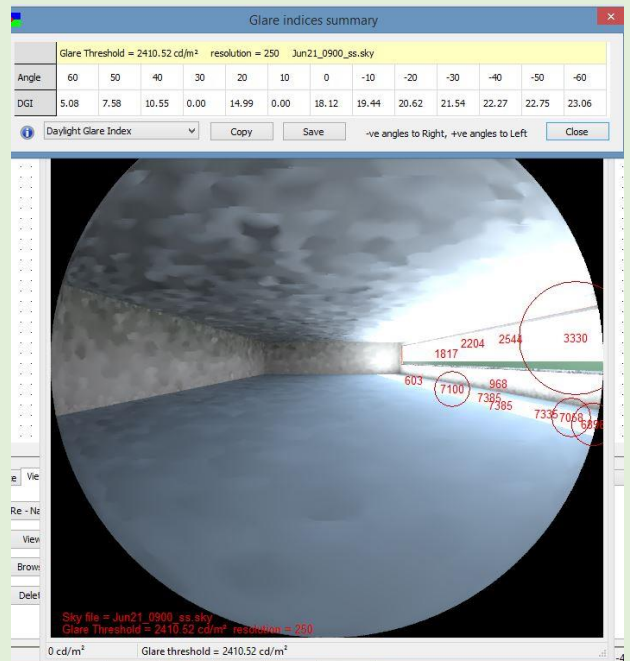 Glare indices summary
Glare Threshold = 2410.52 cd/m² resolution = 250 Jun21_0900_ss.sky
Angle 60 50 40 30 20 10 0 -10 -20 -30 -40 -50 -60
DGI 5.08 7.58 10.55 0.00 14.99 0.00 18.12 19.44 20.62 21.54 22.27 22.75 23.06
Daylight Glare Index Copy Save -ve angles to Right, +ve angles to Left Close
3330
2544
2204
1817
603
968
7100
7385
7385
7335
7068
Vie
Re - Na
View
Brows
Delet
Sky file = Jun21_0900_ss.sky
Glare Threshold = 2410.52 cd/m² resolution = 250
0 cd/m² Glare threshold = 2410.52 cd/m²
-4